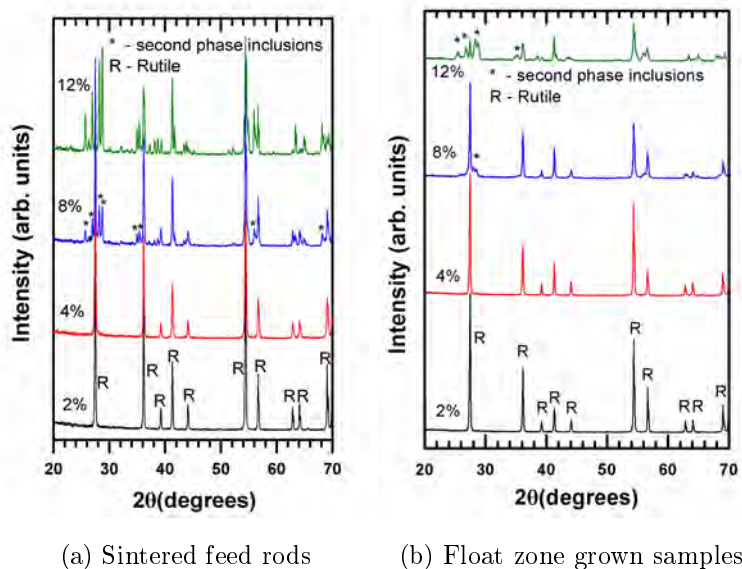 * - second phase inclusions
R - Rutile
12%
8%
* * * * * * * *
4%
R R R R R R R R R R
2%
20 30 40 50 60 70
2θ(degrees)
Intensity (arb. units)
(a) Sintered feed rods
* * * *
12%
* - second phase inclusions
R - Rutile
8%
*
4%
R R R R R R R R R R
2%
20 30 40 50 60 70
2θ(degrees)
Intensity (arb. units)
(b) Float zone grown samples